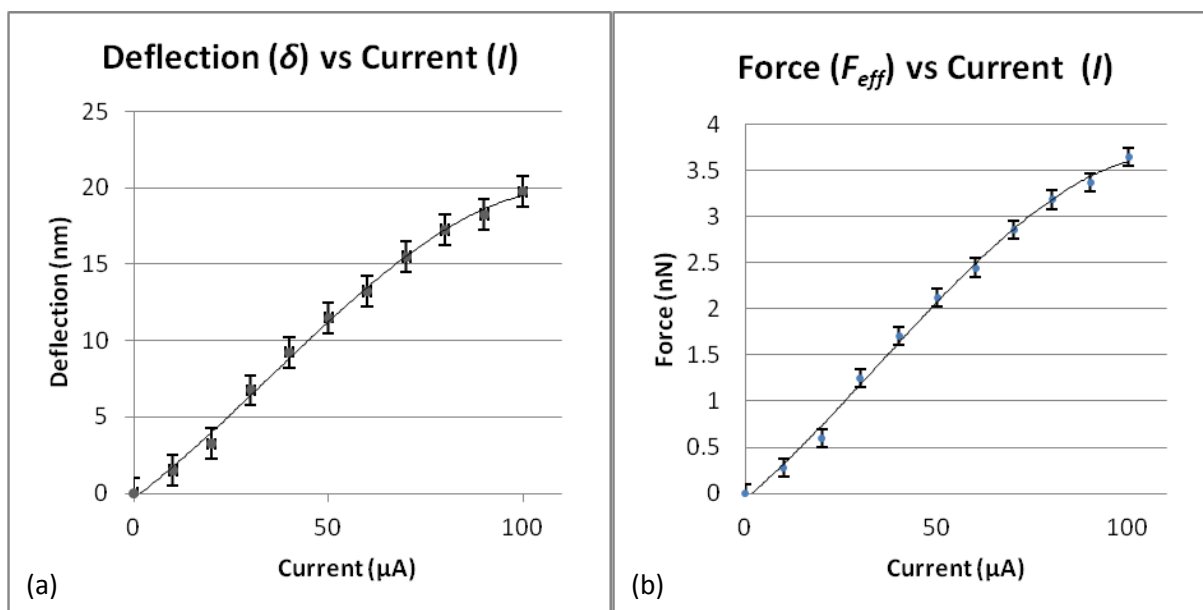 Deflection (δ) vs Current (I)
25
20
15
10
5
0
Deflection (nm)
0 50 100
Current (μA)
(a)
Force (F_eff) vs Current (I)
4
3.5
3
2.5
2
1.5
1
0.5
0
Force (nN)
0 50 100
Current (μA)
(b)